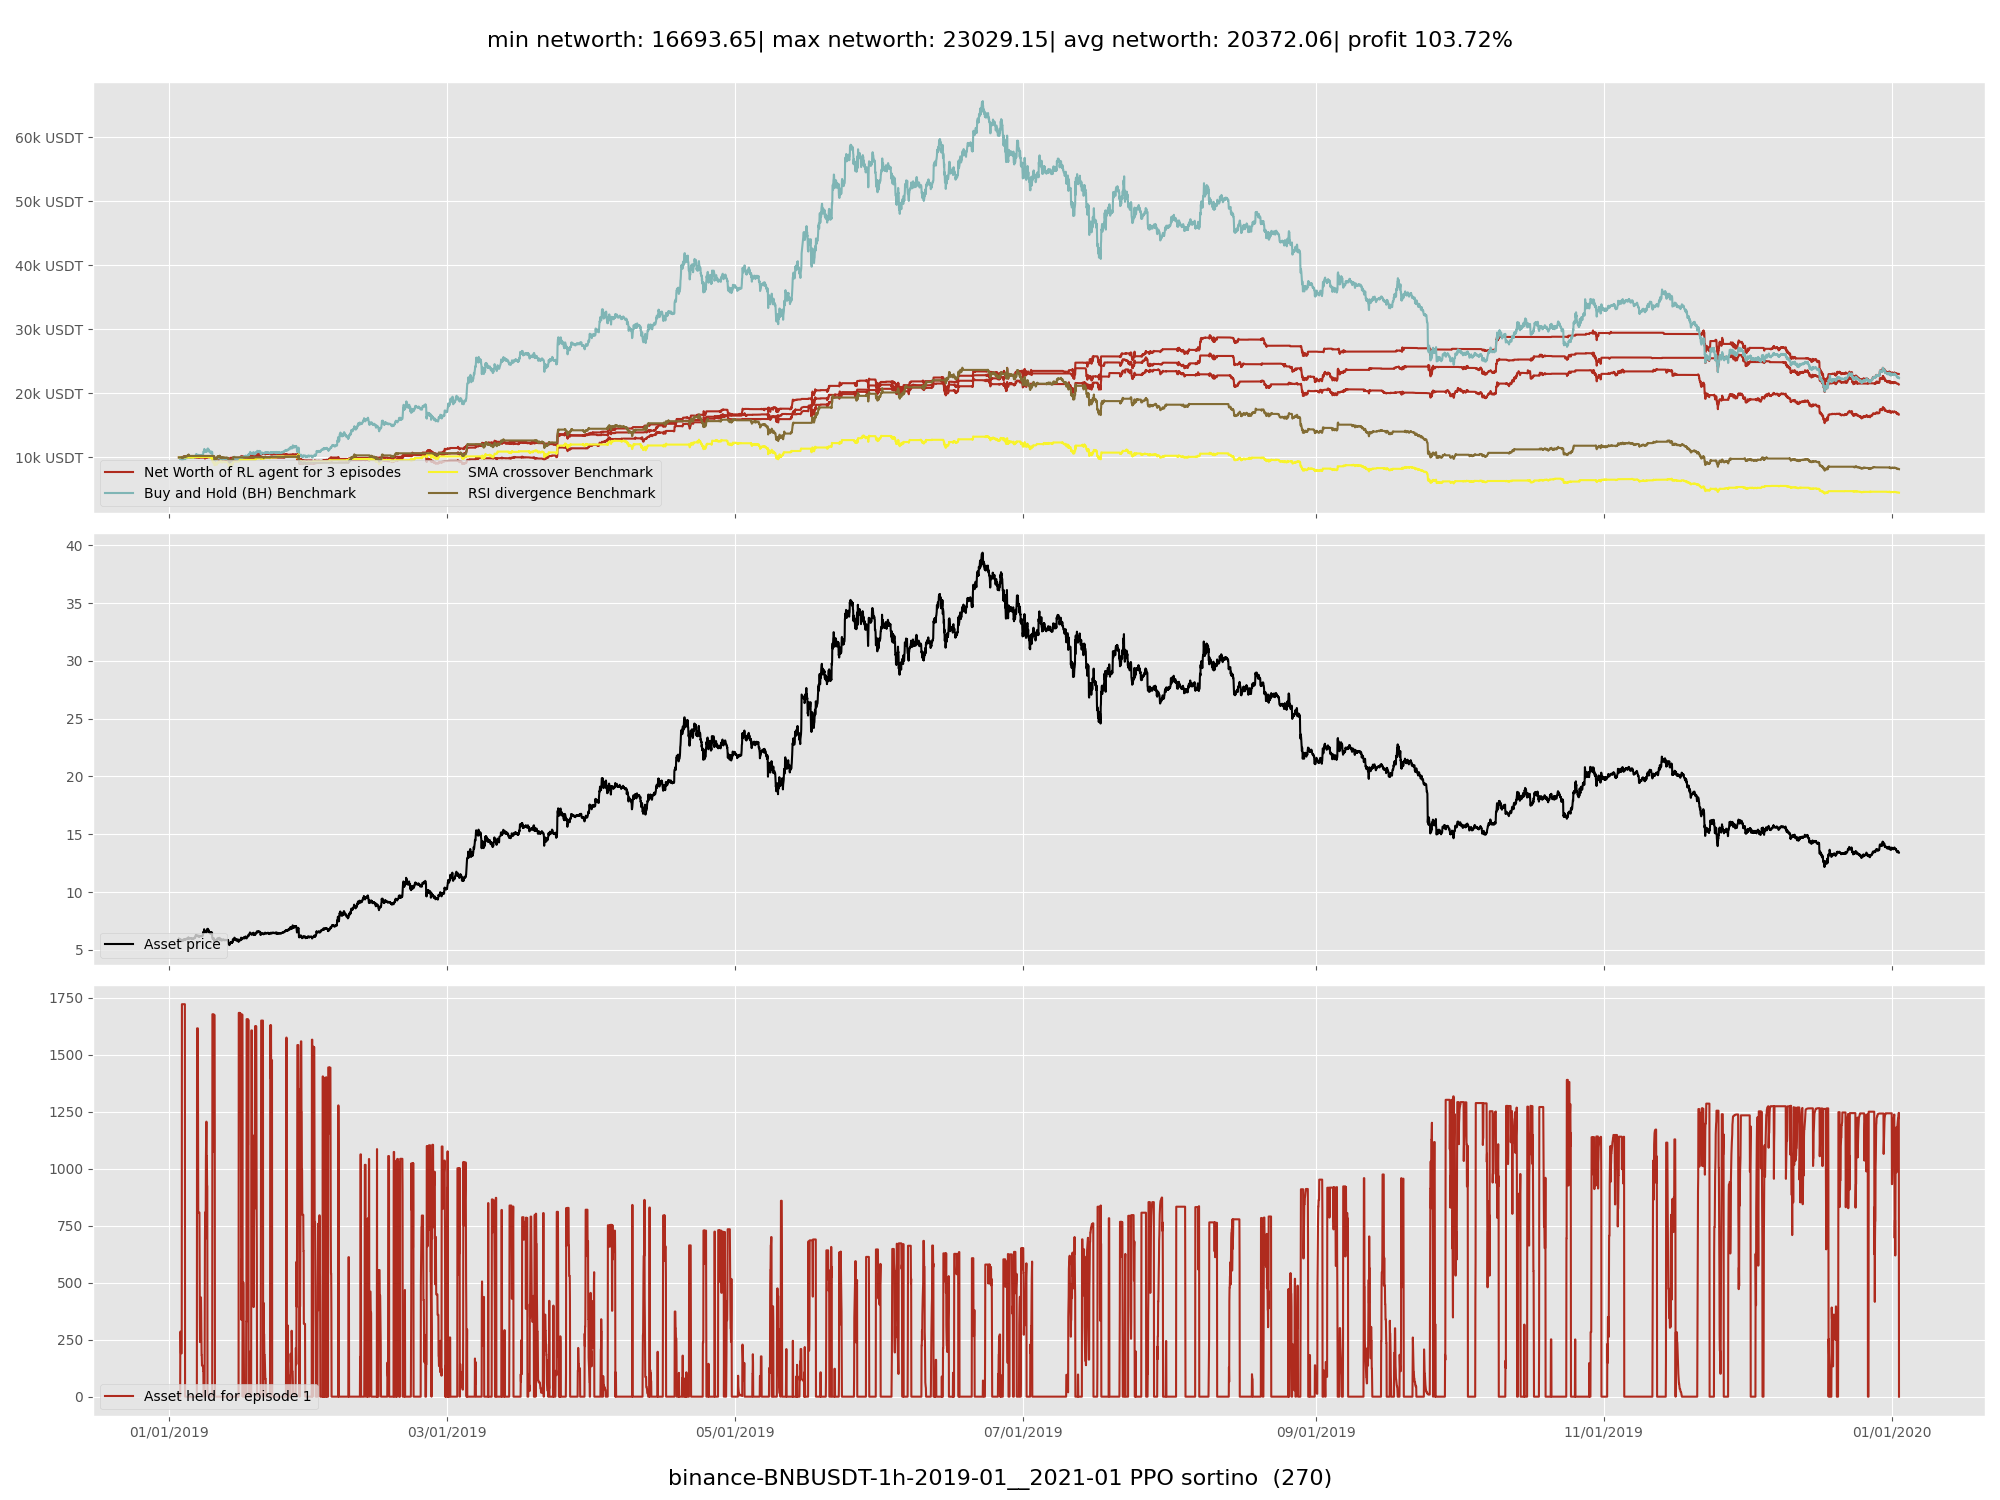 min networth: 16693.65| max networth: 23029.15| avg networth: 20372.06| profit 103.72%
60k USDT
50k USDT
40k USDT
30k USDT
20k USDT
10k USDT
Net Worth of RL agent for 3 episodes
Buy and Hold (BH) Benchmark
SMA crossover Benchmark
RSI divergence Benchmark
40
35
30
25
20
15
10
5
Asset price
1750
1500
1250
1000
750
500
250
0
Asset held for episode 1
01/01/2019 03/01/2019 05/01/2019 07/01/2019 09/01/2019 11/01/2019 01/01/2020
binance-BNBUSDT-1h-2019-01__2021-01 PPO sortino (270)